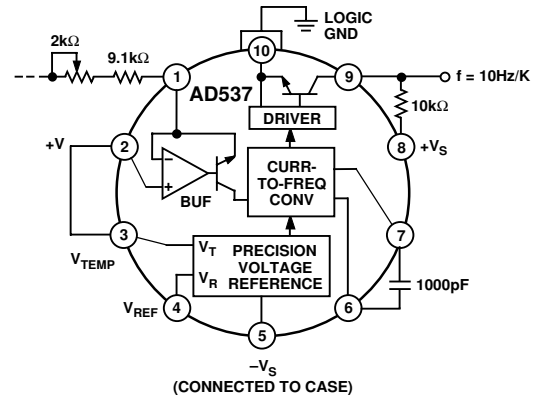 LOGIC
GND
2kΩ
9.1kΩ
10
1
AD537
9
f = 10Hz/K
DRIVER
10kΩ
+V
2
8
+VS
−
+
BUF
CURR-
TO-FREQ
CONV
3
VTEMP
VT
VR
PRECISION
VOLTAGE
REFERENCE
7
1000pF
VREF
4
6
5
−VS
(CONNECTED TO CASE)